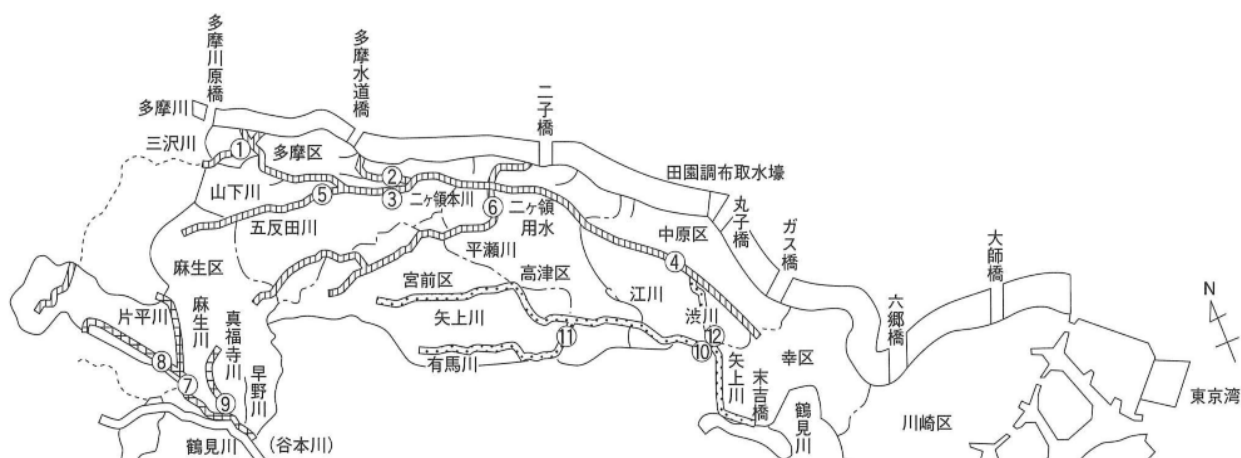 多摩川原橋
多摩水道橋
二子橋
多摩川
三沢川
①
多摩区
田園調布取水壕
山下川
②
⑤
③
二ヶ領本川
⑥
二ヶ領
用水
丸子橋
ガス橋
大師橋
五反田川
平瀬川
中原区
④
麻生区
宮前区
高津区
江川
六郷橋
N
片平川
麻生川
真福寺川
矢上川
渋川
⑪
⑫
⑩
有馬川
⑧
⑦
⑨
早野川
矢上川
幸区
末吉橋
鶴見川
東京湾
川崎区
鶴見川
(谷本川)